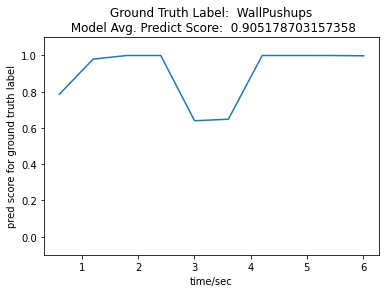 Ground Truth Label:  WallPushups
Model Avg. Predict Score:  0.905178703157358
pred score for ground truth label
1.0
0.8
0.6
0.4
0.2
0.0
1 2 3 4 5 6
time/sec